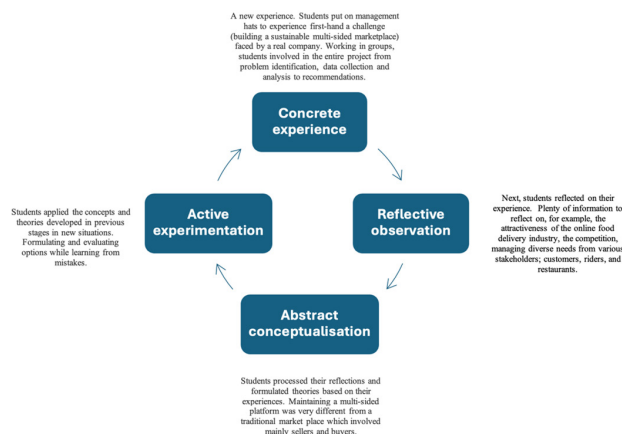 A new experience. Students put on management
hats to experience first-hand a challenge
(building a sustainable multi-sided marketplace)
faced by a real company. Working in groups,
students involved in the entire project from
problem identification, data collection and
analysis to recommendations.
Concrete
experience
Students applied the concepts and
theories developed in previous
stages in new situations.
Formulating and evaluating
options while learning from
mistakes.
Active
experimentation
Reflective
observation
Next, students reflected on their
experience. Plenty of information to
reflect on, for example, the
attractiveness of the online food
delivery industry, the competition,
managing diverse needs from various
stakeholders; customers, riders, and
restaurants.
Abstract
conceptualisation
Students processed their reflections and
formulated theories based on their
experiences. Maintaining a multi-sided
platform was very different from a
traditional market place which involved
mainly sellers and buyers.